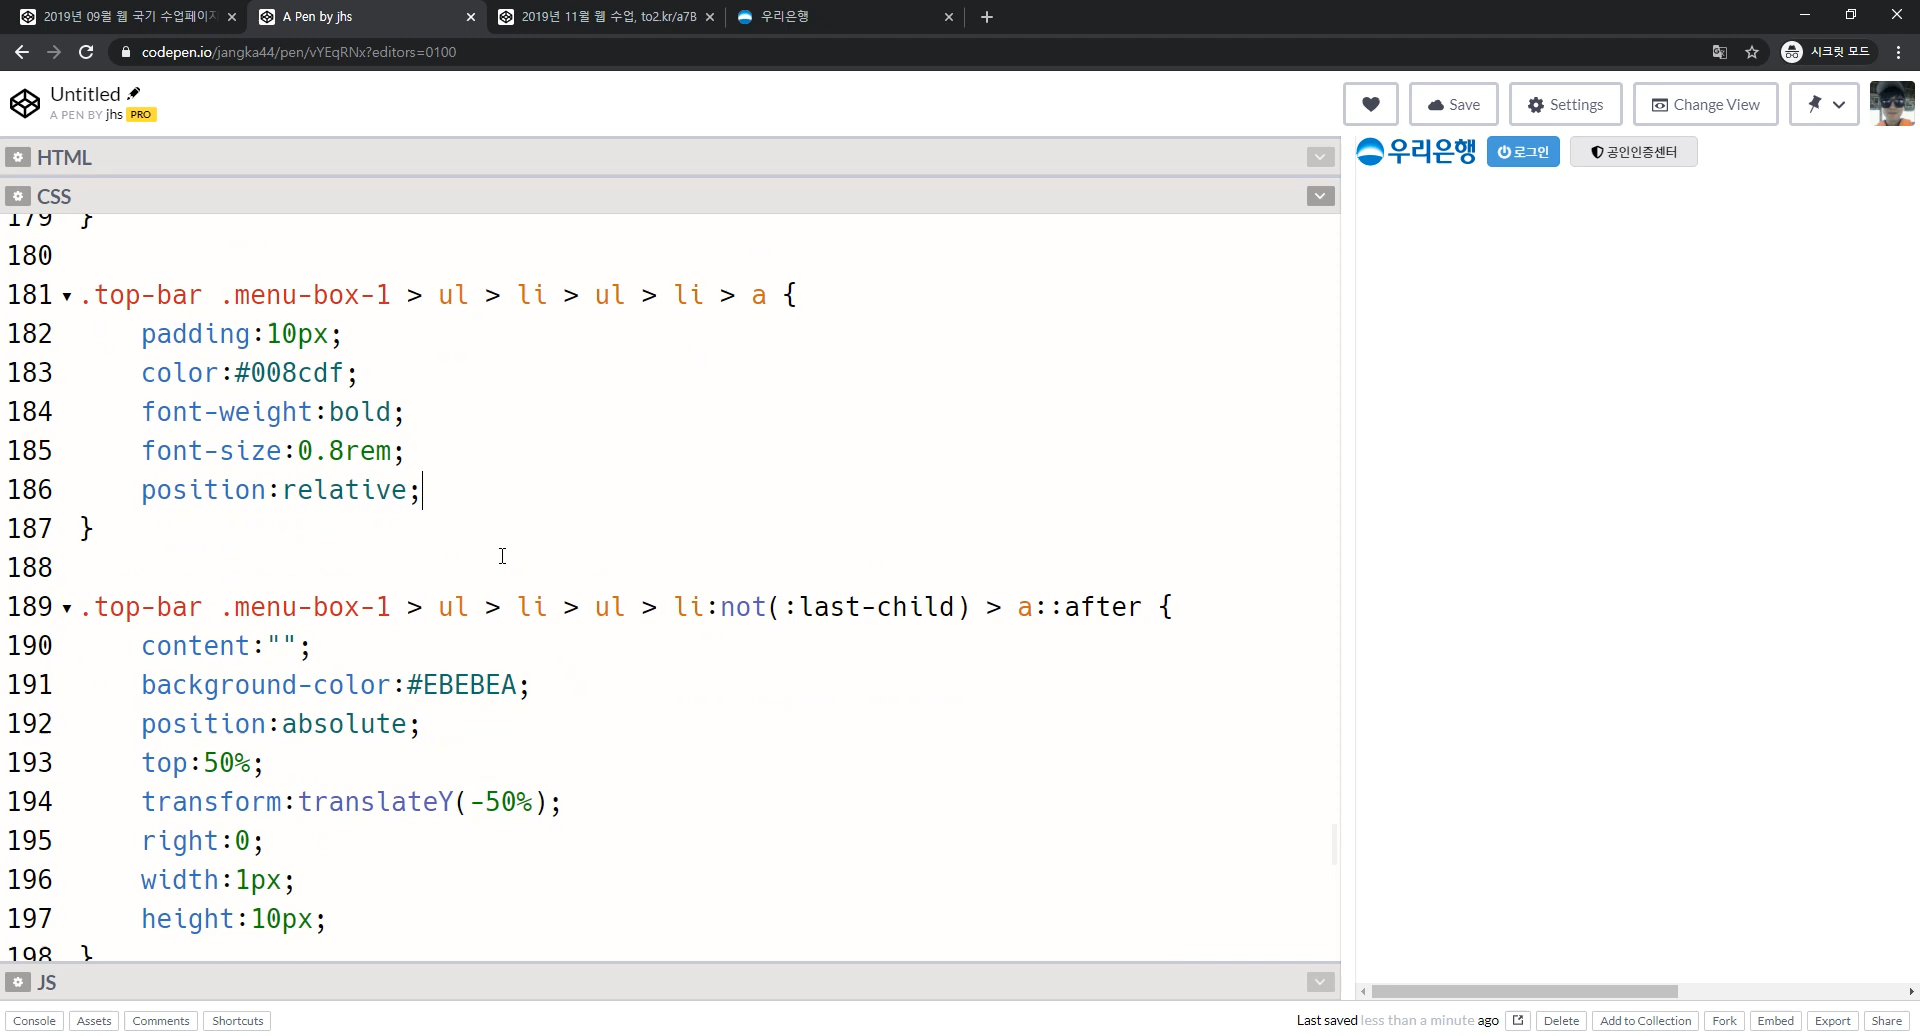 2019년 09월 웹 국기 수업페이지
A Pen by jhs
2019년 11월 웹 수업, to2.kr/a7B
우리은행
codepen.io/jangka44/pen/vYEqRNx?editors=0100
시크릿 모드
Untitled
A PEN BY jhs PRO
Save
Settings
Change View
HTML
CSS
우리은행
로그인
공인인증센터
179 }
180
181 .top-bar .menu-box-1 > ul > li > ul > li > a {
182 padding:10px;
183 color:#008cdf;
184 font-weight:bold;
185 font-size:0.8rem;
186 position:relative;
187 }
188
189 .top-bar .menu-box-1 > ul > li > ul > li:not(:last-child) > a::after {
190 content:"";
191 background-color:#EBEBEA;
192 position:absolute;
193 top:50%;
194 transform:translateY(-50%);
195 right:0;
196 width:1px;
197 height:10px;
198 }
JS
Console
Assets
Comments
Shortcuts
Last saved less than a minute ago
Delete
Add to Collection
Fork
Embed
Export
Share